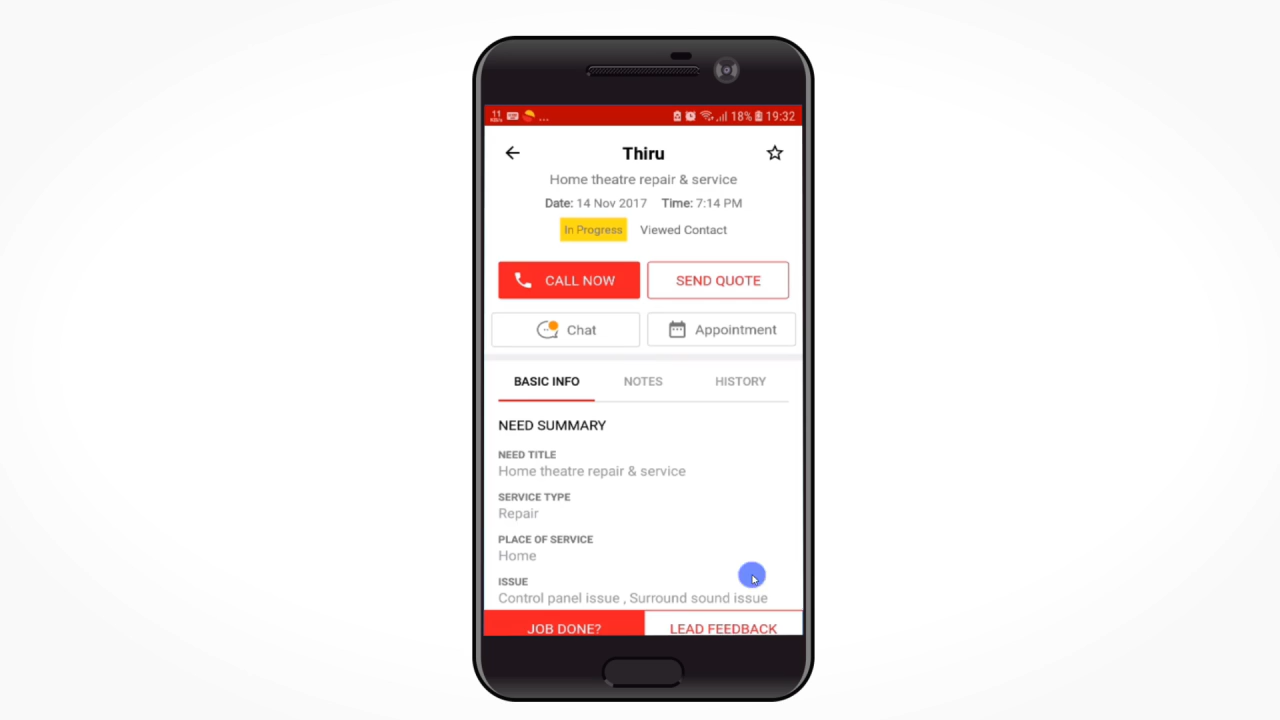 11 KB/s ... 18% 19:32
Thiru
Home theatre repair & service
Date: 14 Nov 2017 Time: 7:14 PM
In Progress Viewed Contact
CALL NOW SEND QUOTE
Chat Appointment
BASIC INFO NOTES HISTORY
NEED SUMMARY
NEED TITLE
Home theatre repair & service
SERVICE TYPE
Repair
PLACE OF SERVICE
Home
ISSUE
Control panel issue , Surround sound issue
JOB DONE? LEAD FEEDBACK